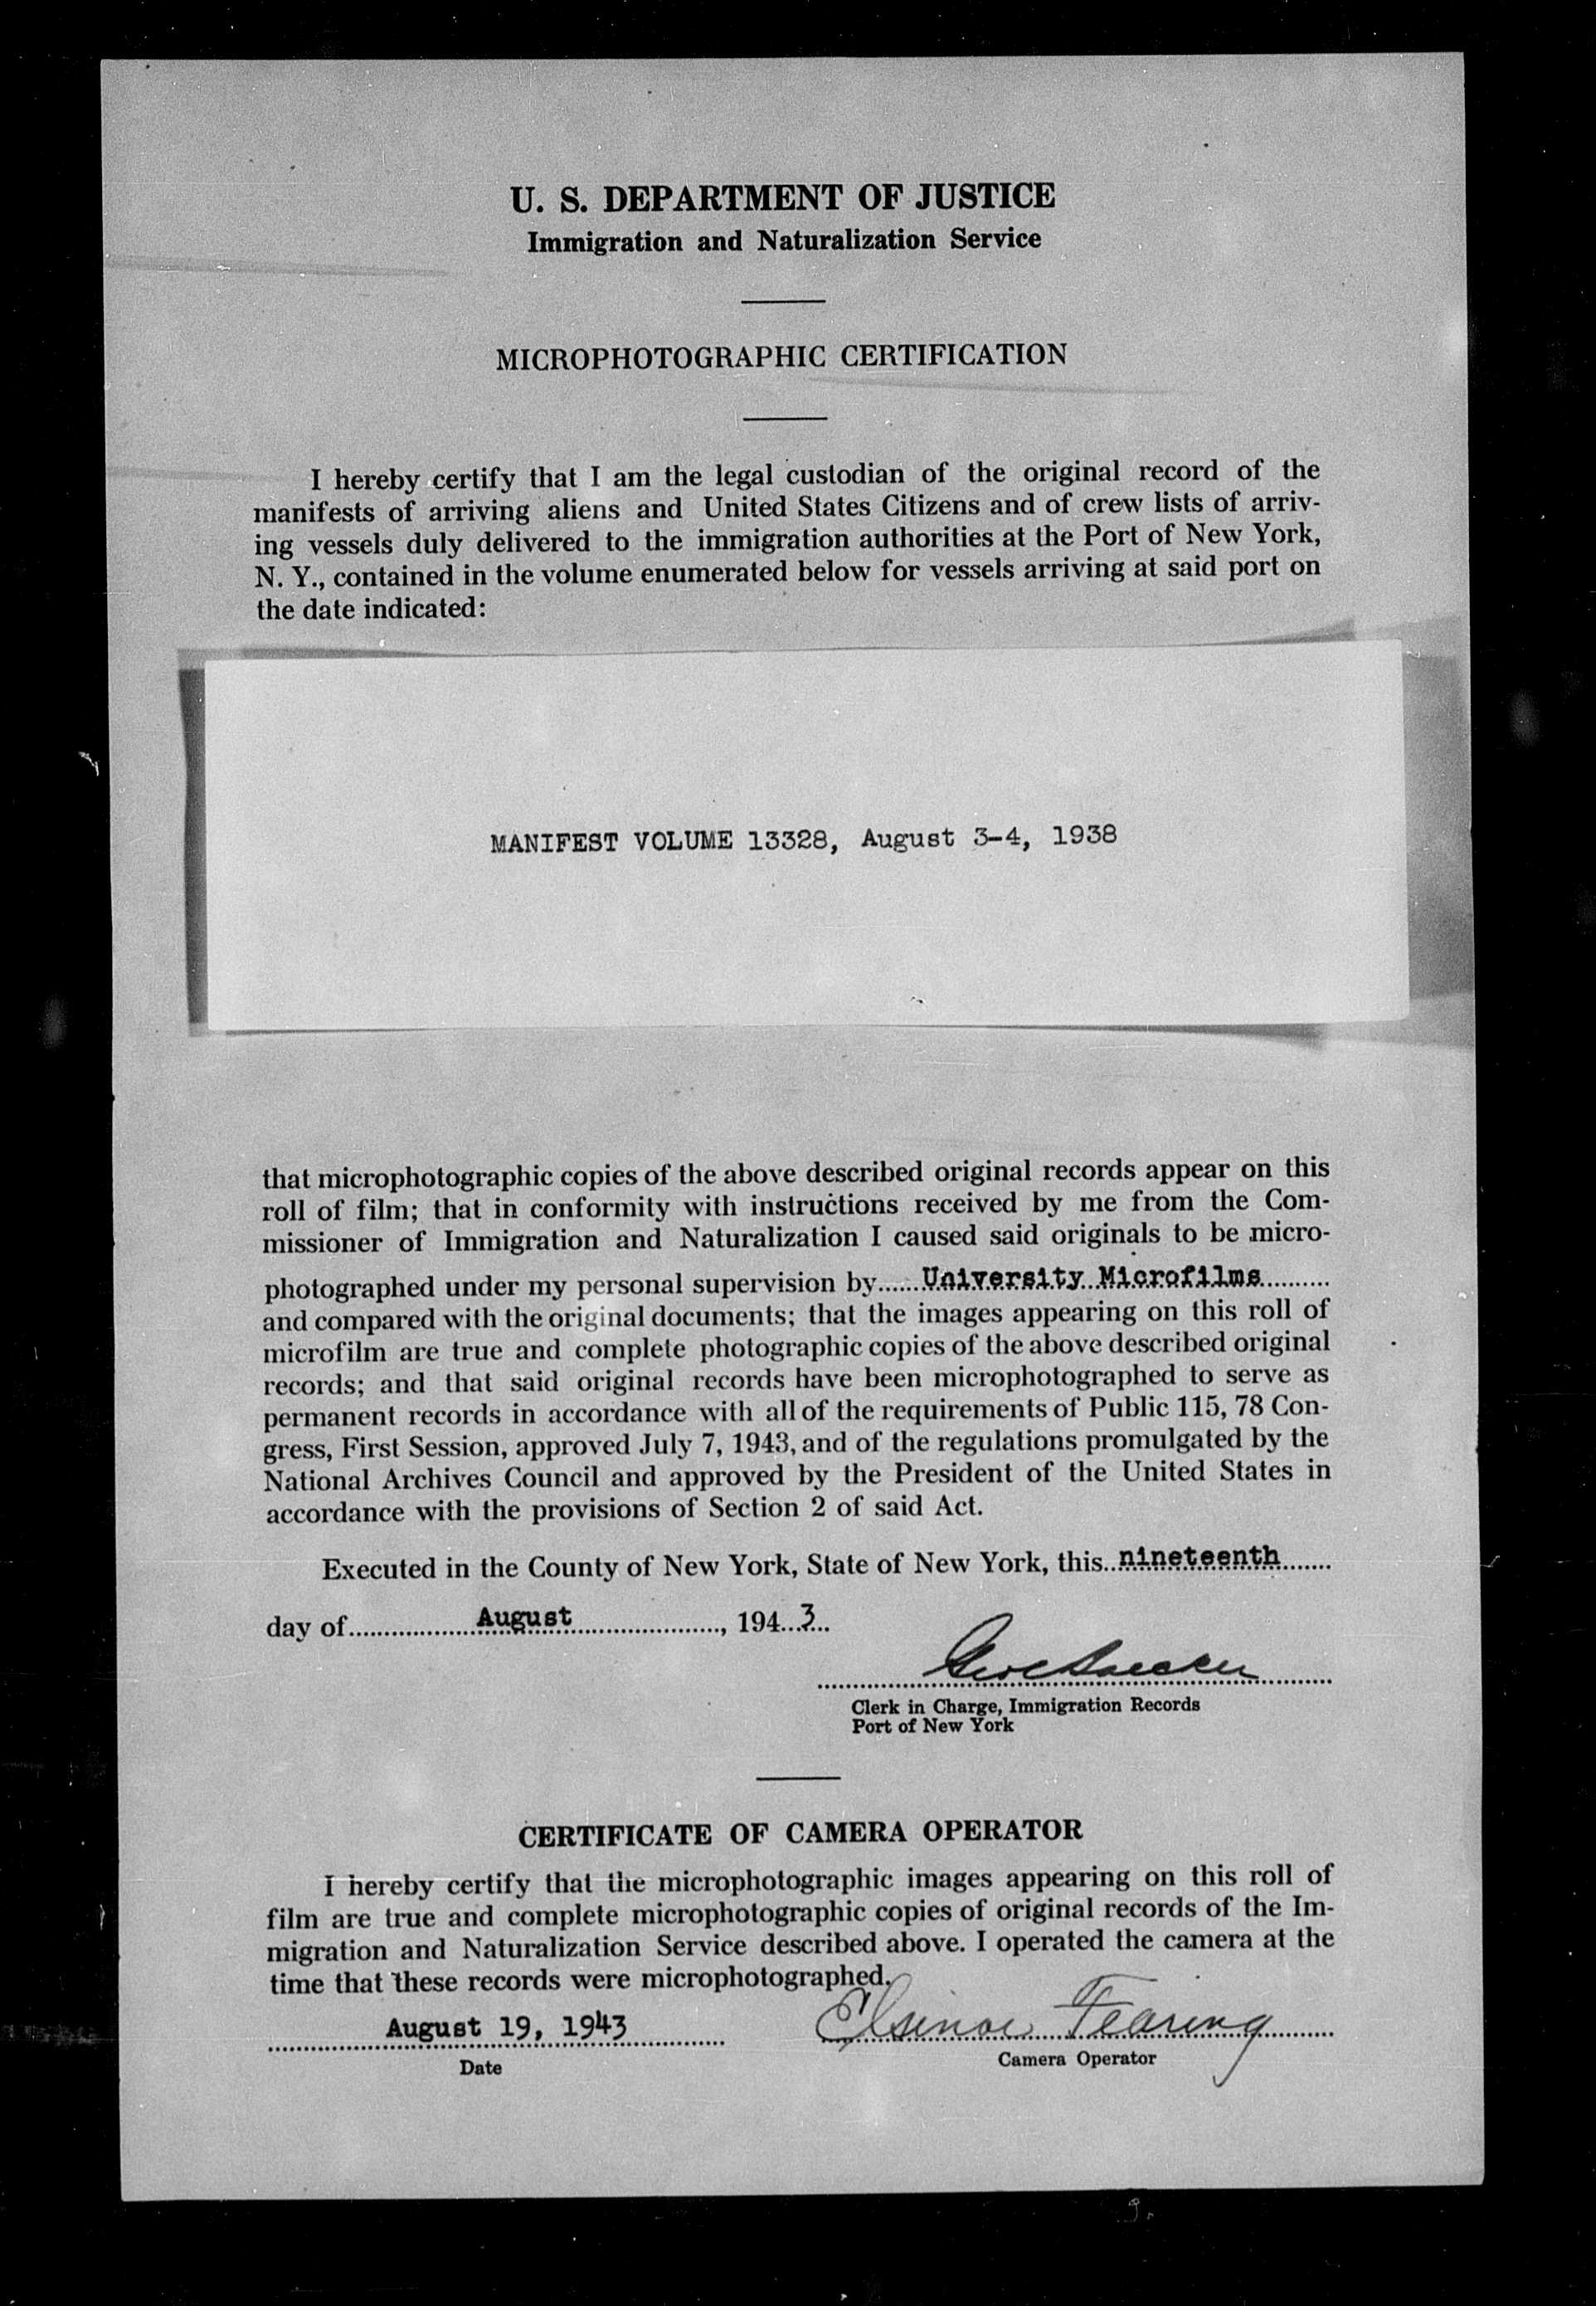 U. S. DEPARTMENT OF JUSTICE
Immigration and Naturalization Service
MICROPHOTOGRAPHIC CERTIFICATION
I hereby certify that I am the legal custodian of the original record of the
manifests of arriving aliens and United States Citizens and of crew lists of arriv-
ing vessels duly delivered to the immigration authorities at the Port of New York,
N. Y., contained in the volume enumerated below for vessels arriving at said port on
the date indicated:
MANIFEST VOLUME 13328, August 3-4, 1938
that microphotographic copies of the above described original records appear on this
roll of film; that in conformity with instructions received by me from the Com-
missioner of Immigration and Naturalization I caused said originals to be micro-
photographed under my personal supervision by......University Microfilms..........
and compared with the original documents; that the images appearing on this roll of
microfilm are true and complete photographic copies of the above described original
records; and that said original records have been microphotographed to serve as
permanent records in accordance with all of the requirements of Public 115, 78 Con-
gress, First Session, approved July 7, 1943, and of the regulations promulgated by the
National Archives Council and approved by the President of the United States in
accordance with the provisions of Section 2 of said Act.
Executed in the County of New York, State of New York, this..nineteenth.......
day of...................August....................., 194...3...
Clerk in Charge, Immigration Records
Port of New York
CERTIFICATE OF CAMERA OPERATOR
I hereby certify that the microphotographic images appearing on this roll of
film are true and complete microphotographic copies of original records of the Im-
migration and Naturalization Service described above. I operated the camera at the
time that these records were microphotographed.
August 19, 1943 Elsinoe Fearing
Date Camera Operator